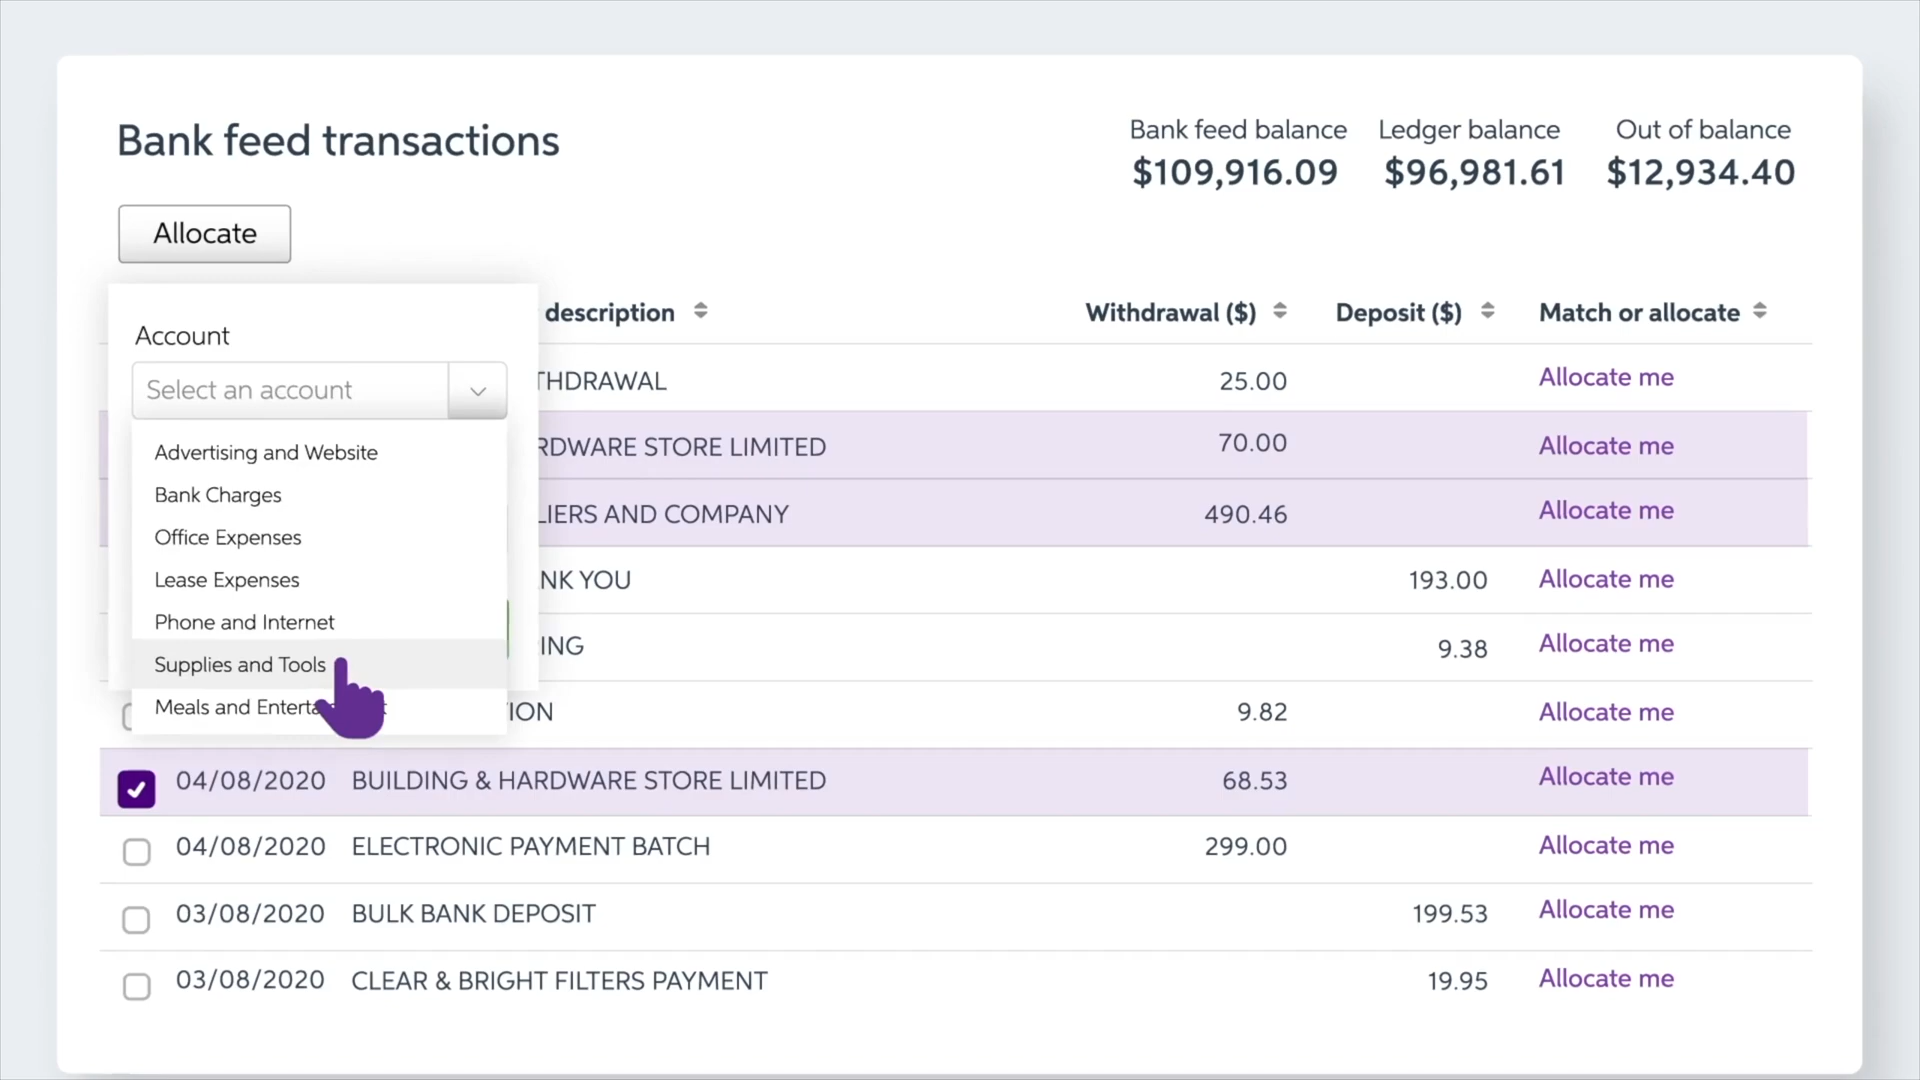 Bank feed transactions
Bank feed balance Ledger balance Out of balance
$109,916.09 $96,981.61 $12,934.40
Allocate
description Withdrawal ($) Deposit ($) Match or allocate
Account
Select an account
Advertising and Website
Bank Charges
Office Expenses
Lease Expenses
Phone and Internet
Supplies and Tools
Meals and
THDRAWAL 25.00 Allocate me
RDWARE STORE LIMITED 70.00 Allocate me
LIERS AND COMPANY 490.46 Allocate me
NK YOU 193.00 Allocate me
ING 9.38 Allocate me
ION 9.82 Allocate me
04/08/2020 BUILDING & HARDWARE STORE LIMITED 68.53 Allocate me
04/08/2020 ELECTRONIC PAYMENT BATCH 299.00 Allocate me
03/08/2020 BULK BANK DEPOSIT 199.53 Allocate me
03/08/2020 CLEAR & BRIGHT FILTERS PAYMENT 19.95 Allocate me